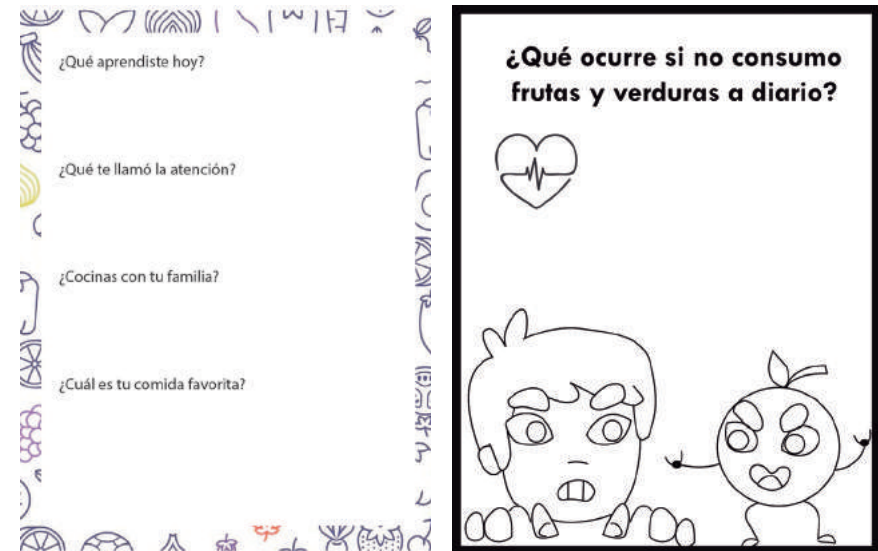 ¿Qué aprendiste hoy?
¿Qué te llamó la atención?
¿Cocinas con tu familia?
¿Cuál es tu comida favorita?
¿Qué ocurre si no consumo
frutas y verduras a diario?